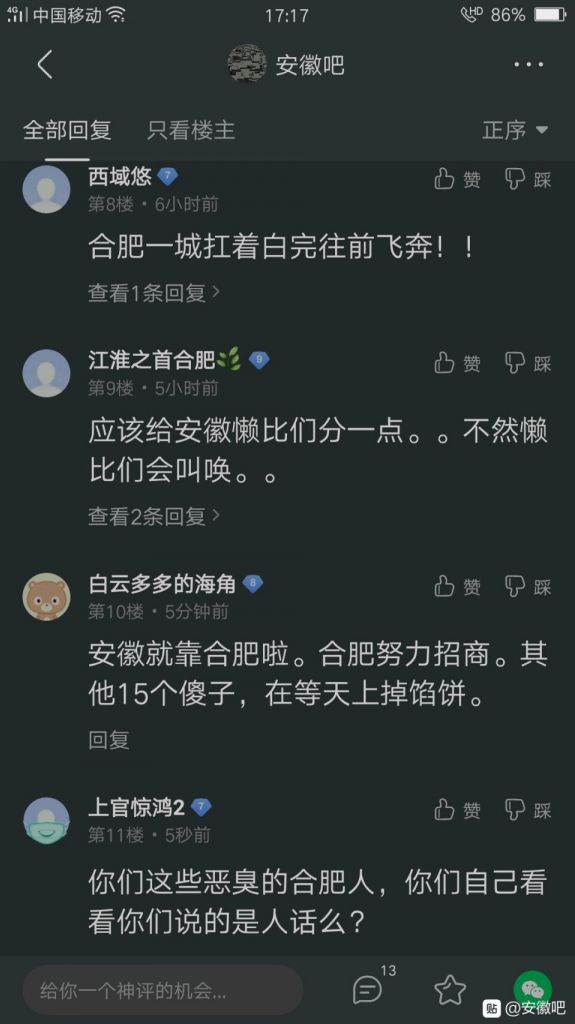 4G 中国移动 17:17 HD 86%
安徽吧
全部回复 只看楼主 正序
西域悠 7 赞 踩
第8楼 · 6小时前
合肥一城扛着白完往前飞奔！！
查看1条回复
江淮之首合肥🌿 9 赞 踩
第9楼 · 5小时前
应该给安徽懒比们分一点。。不然懒
比们会叫唤。。
查看2条回复
白云多多的海角 8 赞 踩
第10楼 · 5分钟前
安徽就靠合肥啦。合肥努力招商。其
他15个傻子，在等天上掉馅饼。
回复
上官惊鸿2 7 赞 踩
第11楼 · 5秒前
你们这些恶臭的合肥人，你们自己看
看你们说的是人话么？
给你一个神评的机会... 13
贴 @安徽吧